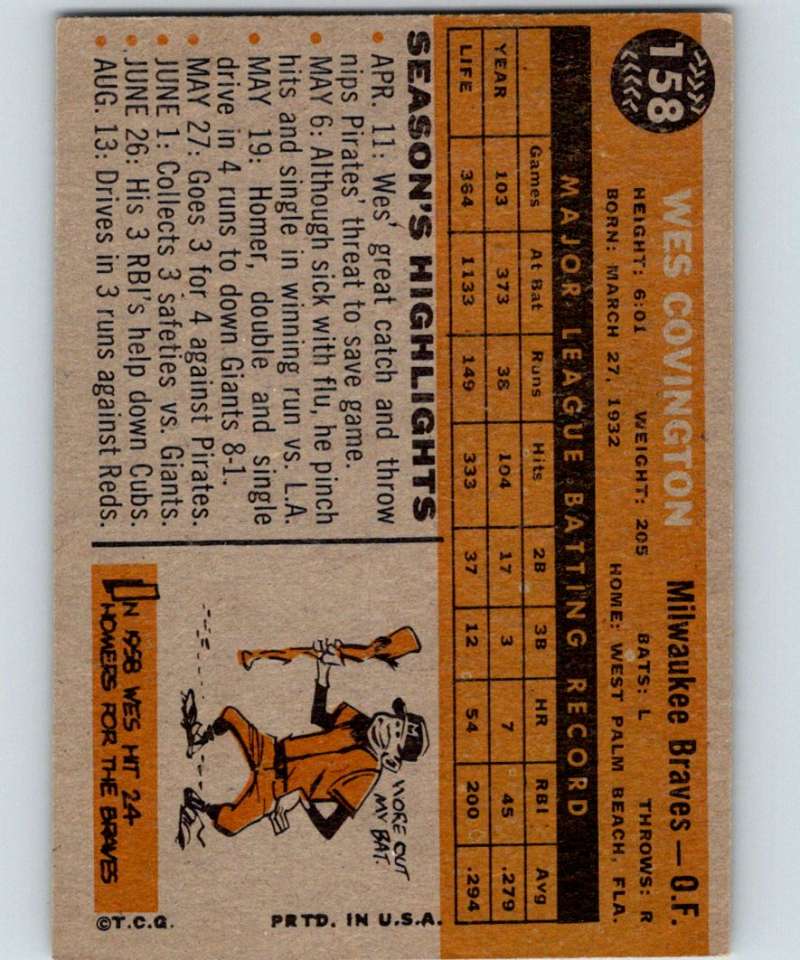 158
WES COVINGTON Milwaukee Braves—O.F.
HEIGHT: 6:01 WEIGHT: 205 BATS: L THROWS: R
BORN: MARCH 27, 1932 HOME: WEST PALM BEACH, FLA.
MAJOR LEAGUE BATTING RECORD
Games At Bat Runs Hits 2B 3B HR RBI Avg
YEAR 103 373 38 104 17 3 7 45 .279
LIFE 364 1133 149 333 37 12 54 200 .294
SEASON'S HIGHLIGHTS
• APR. 11: Wes' great catch and throw
nips Pirates' threat to save game.
• MAY 6: Although sick with flu, he pinch
hits and single in winning run vs. L.A.
• MAY 19: Homer, double and single
drive in 4 runs to down Giants 8-1.
• MAY 27: Goes 3 for 4 against Pirates.
• JUNE 1: Collects 3 safeties vs. Giants.
• JUNE 26: His 3 RBI's help down Cubs.
• AUG. 13: Drives in 3 runs against Reds.
I WORE OUT
MY BAT.
IN 1958 WES HIT 24
HOMERS FOR THE BRAVES
©T.C.G. PRTD. IN U.S.A.